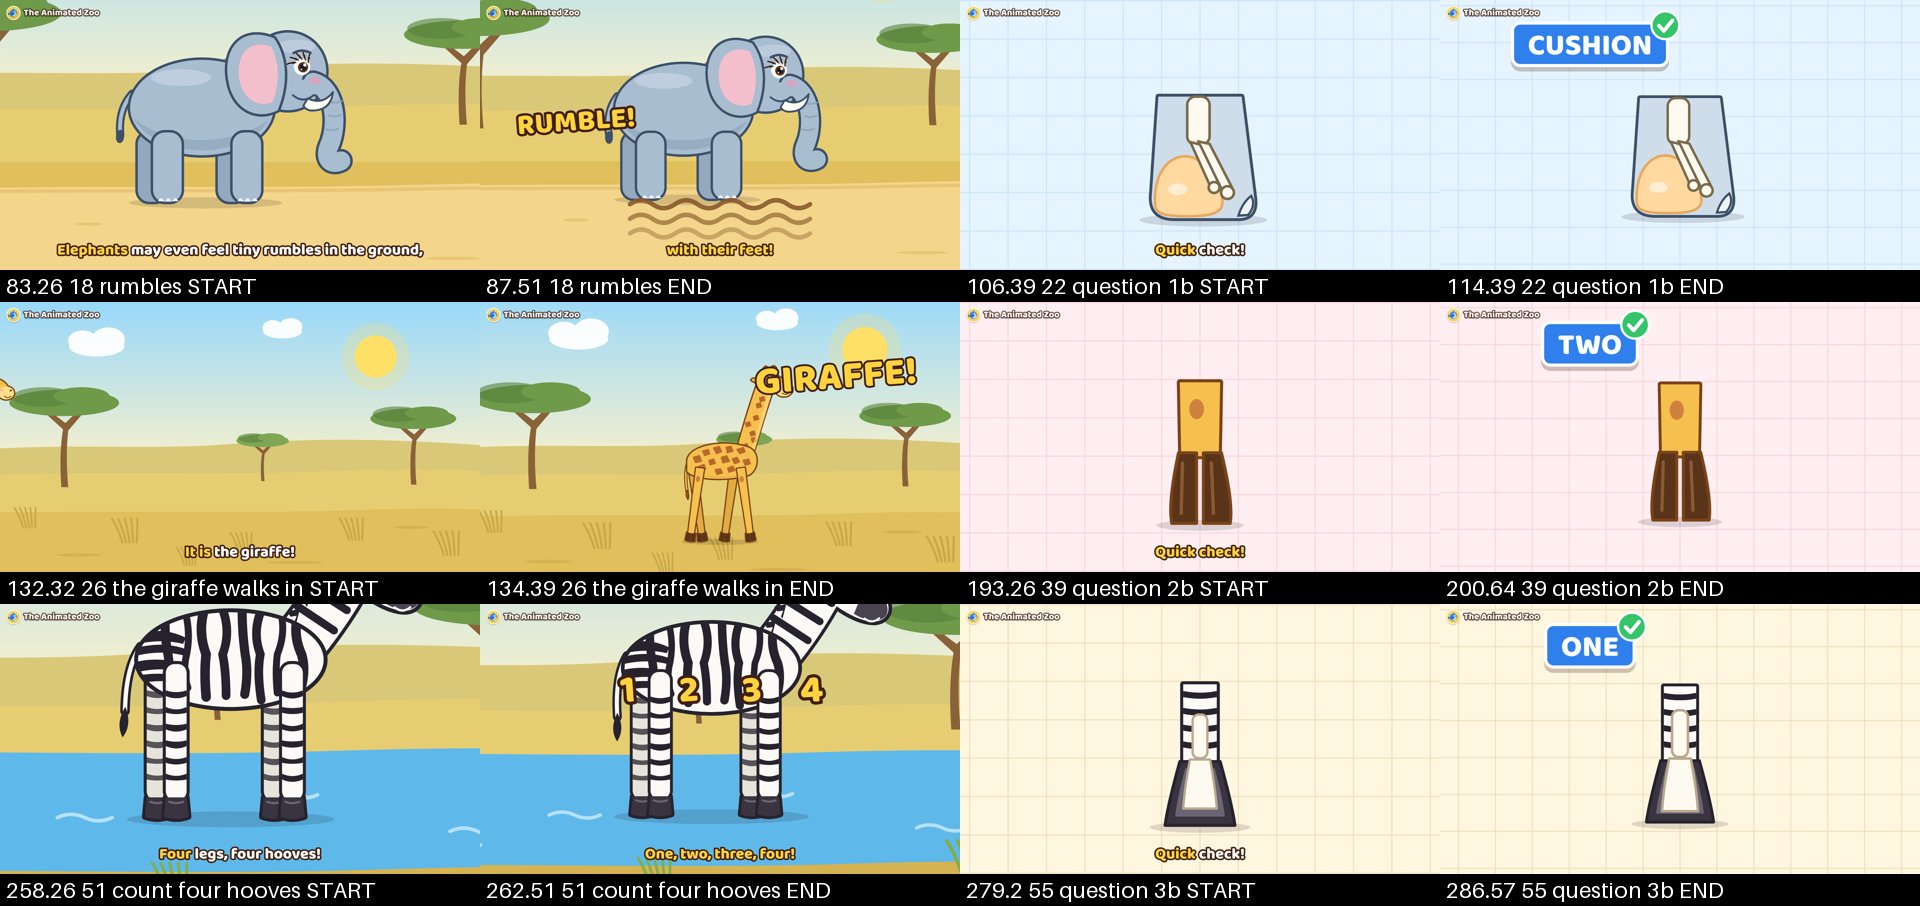 The Animated Zoo
Elephants may even feel tiny rumbles in the ground,
83.26 18 rumbles START
The Animated Zoo
RUMBLE!
with their feet!
87.51 18 rumbles END
The Animated Zoo
Quick check!
106.39 22 question 1b START
The Animated Zoo
CUSHION
114.39 22 question 1b END
The Animated Zoo
It is the giraffe!
132.32 26 the giraffe walks in START
The Animated Zoo
GIRAFFE!
134.39 26 the giraffe walks in END
The Animated Zoo
Quick check!
193.26 39 question 2b START
The Animated Zoo
TWO
200.64 39 question 2b END
The Animated Zoo
Four legs, four hooves!
258.26 51 count four hooves START
The Animated Zoo
1 2 3 4
One, two, three, four!
262.51 51 count four hooves END
The Animated Zoo
Quick check!
279.2 55 question 3b START
The Animated Zoo
ONE
286.57 55 question 3b END